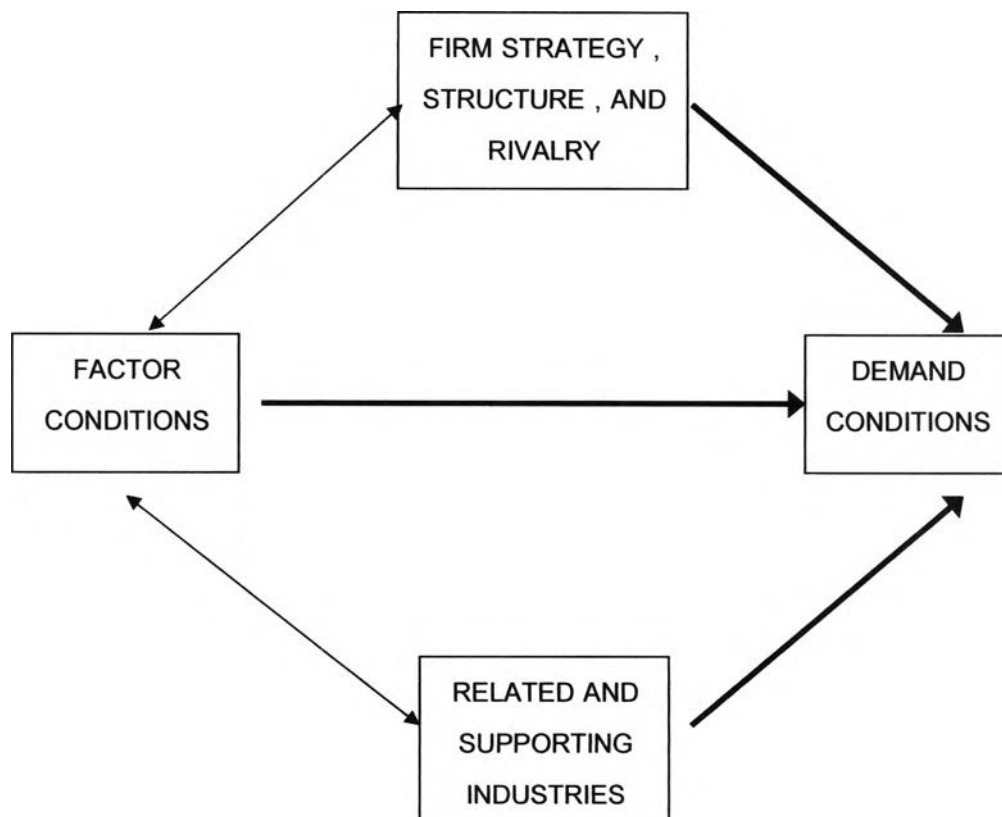 FIRM STRATEGY ,
STRUCTURE , AND
RIVALRY
FACTOR
CONDITIONS
DEMAND
CONDITIONS
RELATED AND
SUPPORTING
INDUSTRIES